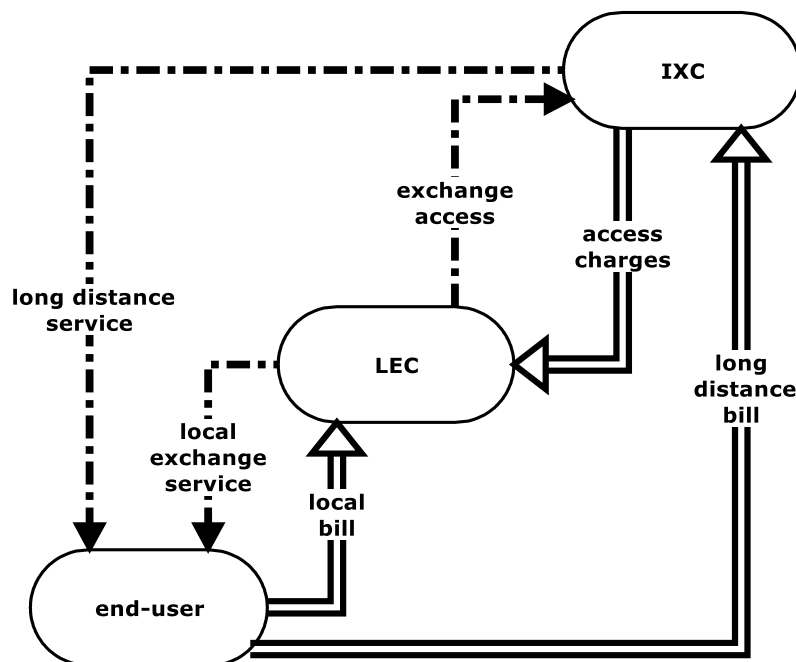 IXC
exchange
access
access
charges
long distance
service
LEC
long
distance
bill
local
exchange
service
local
bill
end-user